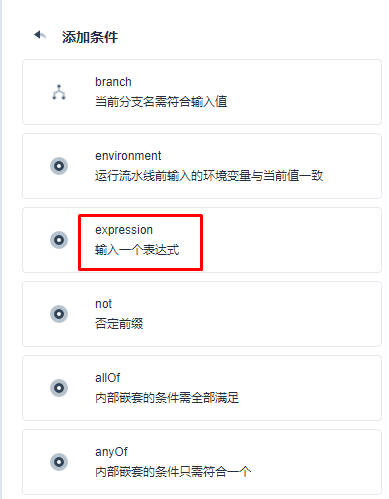 添加条件
branch
当前分支名需符合输入值
environment
运行流水线前输入的环境变量与当前值一致
expression
输入一个表达式
not
否定前缀
allOf
内部嵌套的条件需全部满足
anyOf
内部嵌套的条件只需符合一个